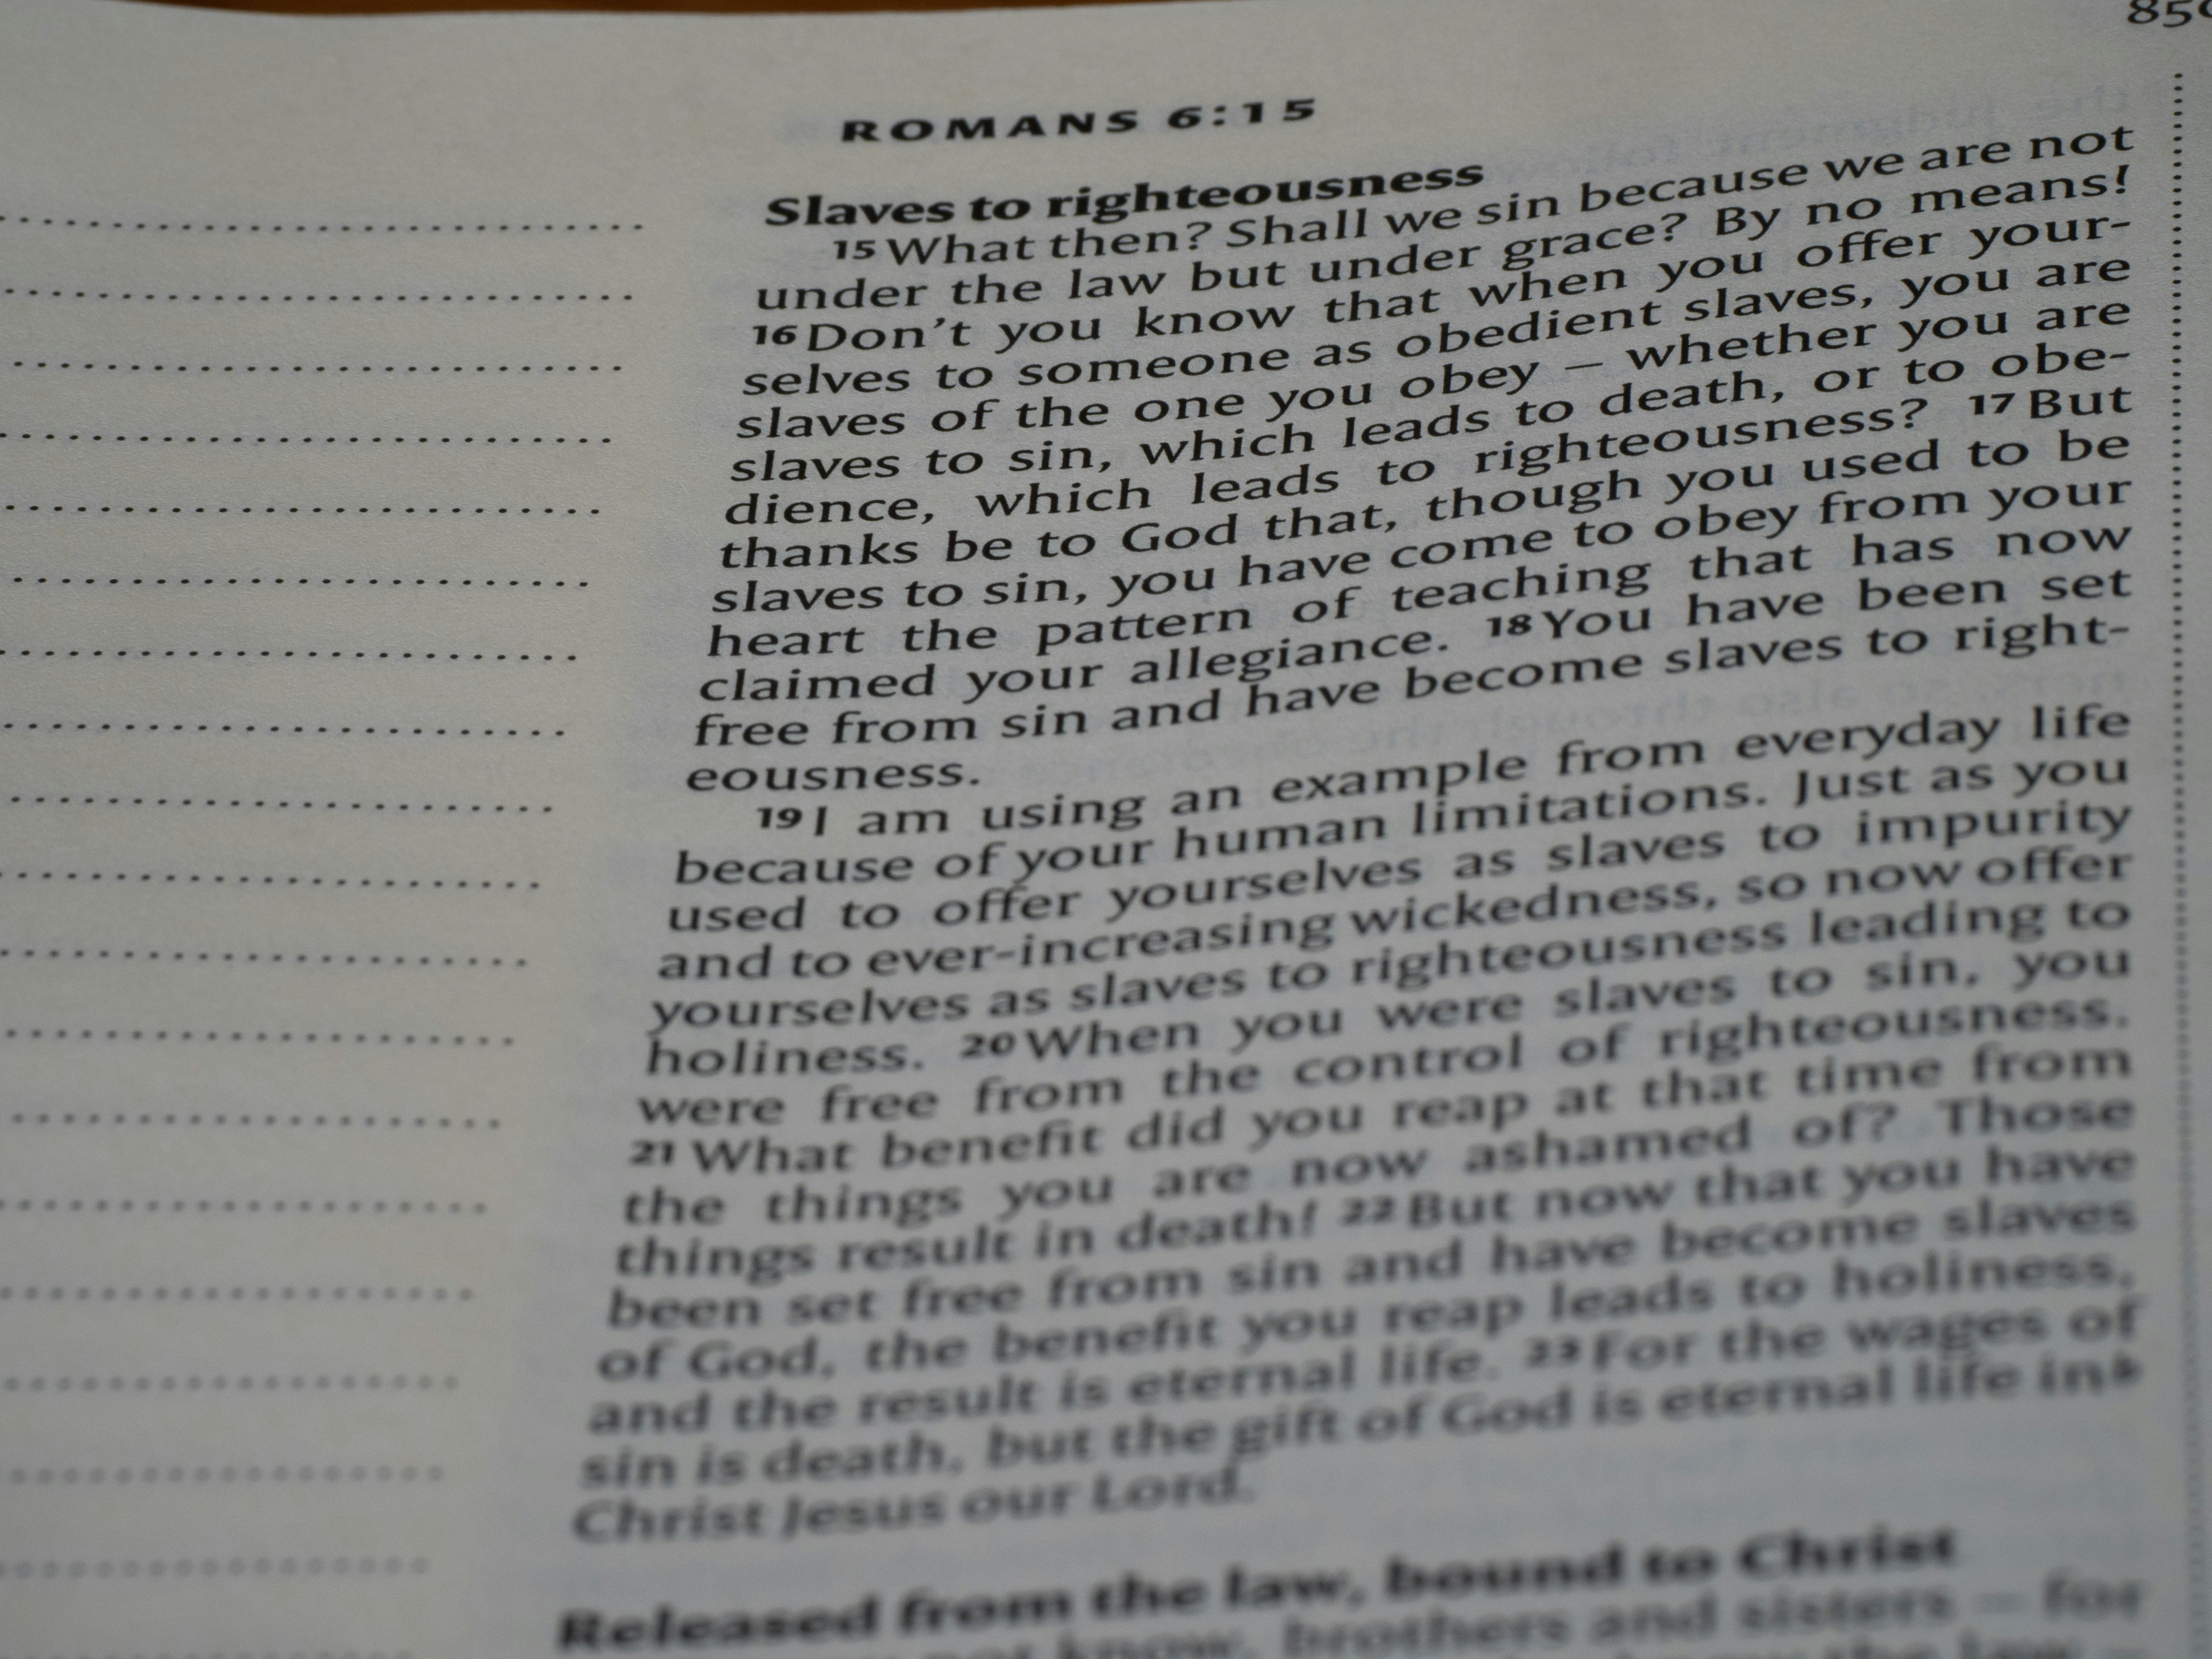 85
ROMANS 6:15
Slaves to righteousness
15 What then? Shall we sin because we are not
under the law but under grace? By no means!
16 Don’t you know that when you offer your-
selves to someone as obedient slaves, you are
slaves of the one you obey – whether you are
slaves to sin, which leads to death, or to obe-
dience, which leads to righteousness? 17 But
thanks be to God that, though you used to be
slaves to sin, you have come to obey from your
heart the pattern of teaching that has now
claimed your allegiance. 18 You have been set
free from sin and have become slaves to right-
eousness.
19 I am using an example from everyday life
because of your human limitations. Just as you
used to offer yourselves as slaves to impurity
and to ever-increasing wickedness, so now offer
yourselves as slaves to righteousness leading to
holiness. 20 When you were slaves to sin, you
were free from the control of righteousness.
21 What benefit did you reap at that time from
the things you are now ashamed of? Those
things result in death! 22 But now that you have
been set free from sin and have become slaves
of God, the benefit you reap leads to holiness,
and the result is eternal life. 23 For the wages of
sin is death, but the gift of God is eternal life in
Christ Jesus our Lord.
Released from the law, bound to Christ
not know, brothers and sisters – for
the law –